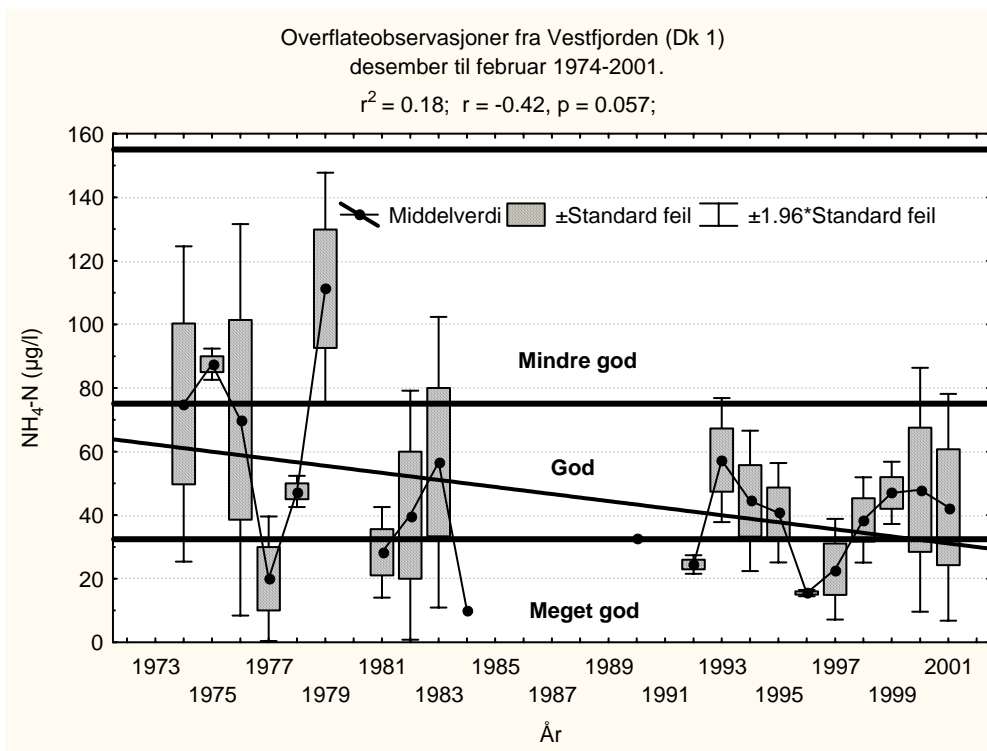 Overflateobservasjoner fra Vestfjorden (Dk 1)
desember til februar 1974-2001.
r² = 0.18;  r = -0.42, p = 0.057;
Middelverdi ±Standard feil ±1.96*Standard feil
NH₄-N (µg/l)
160
140
120
100
80
60
40
20
0
Mindre god
God
Meget god
1973 1977 1981 1985 1989 1993 1997 2001
1975 1979 1983 1987 1991 1995 1999
År